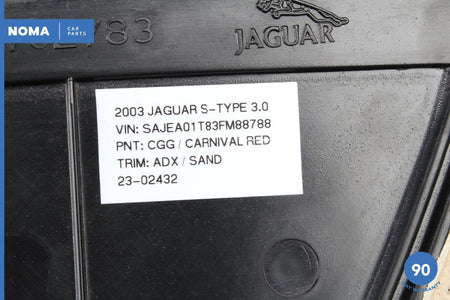 NOMA CAR PARTS
JAGUAR
2003 JAGUAR S-TYPE 3.0
VIN: SAJEA01T83FM88788
PNT: CGG / CARNIVAL RED
TRIM: ADX / SAND
23-02432
90